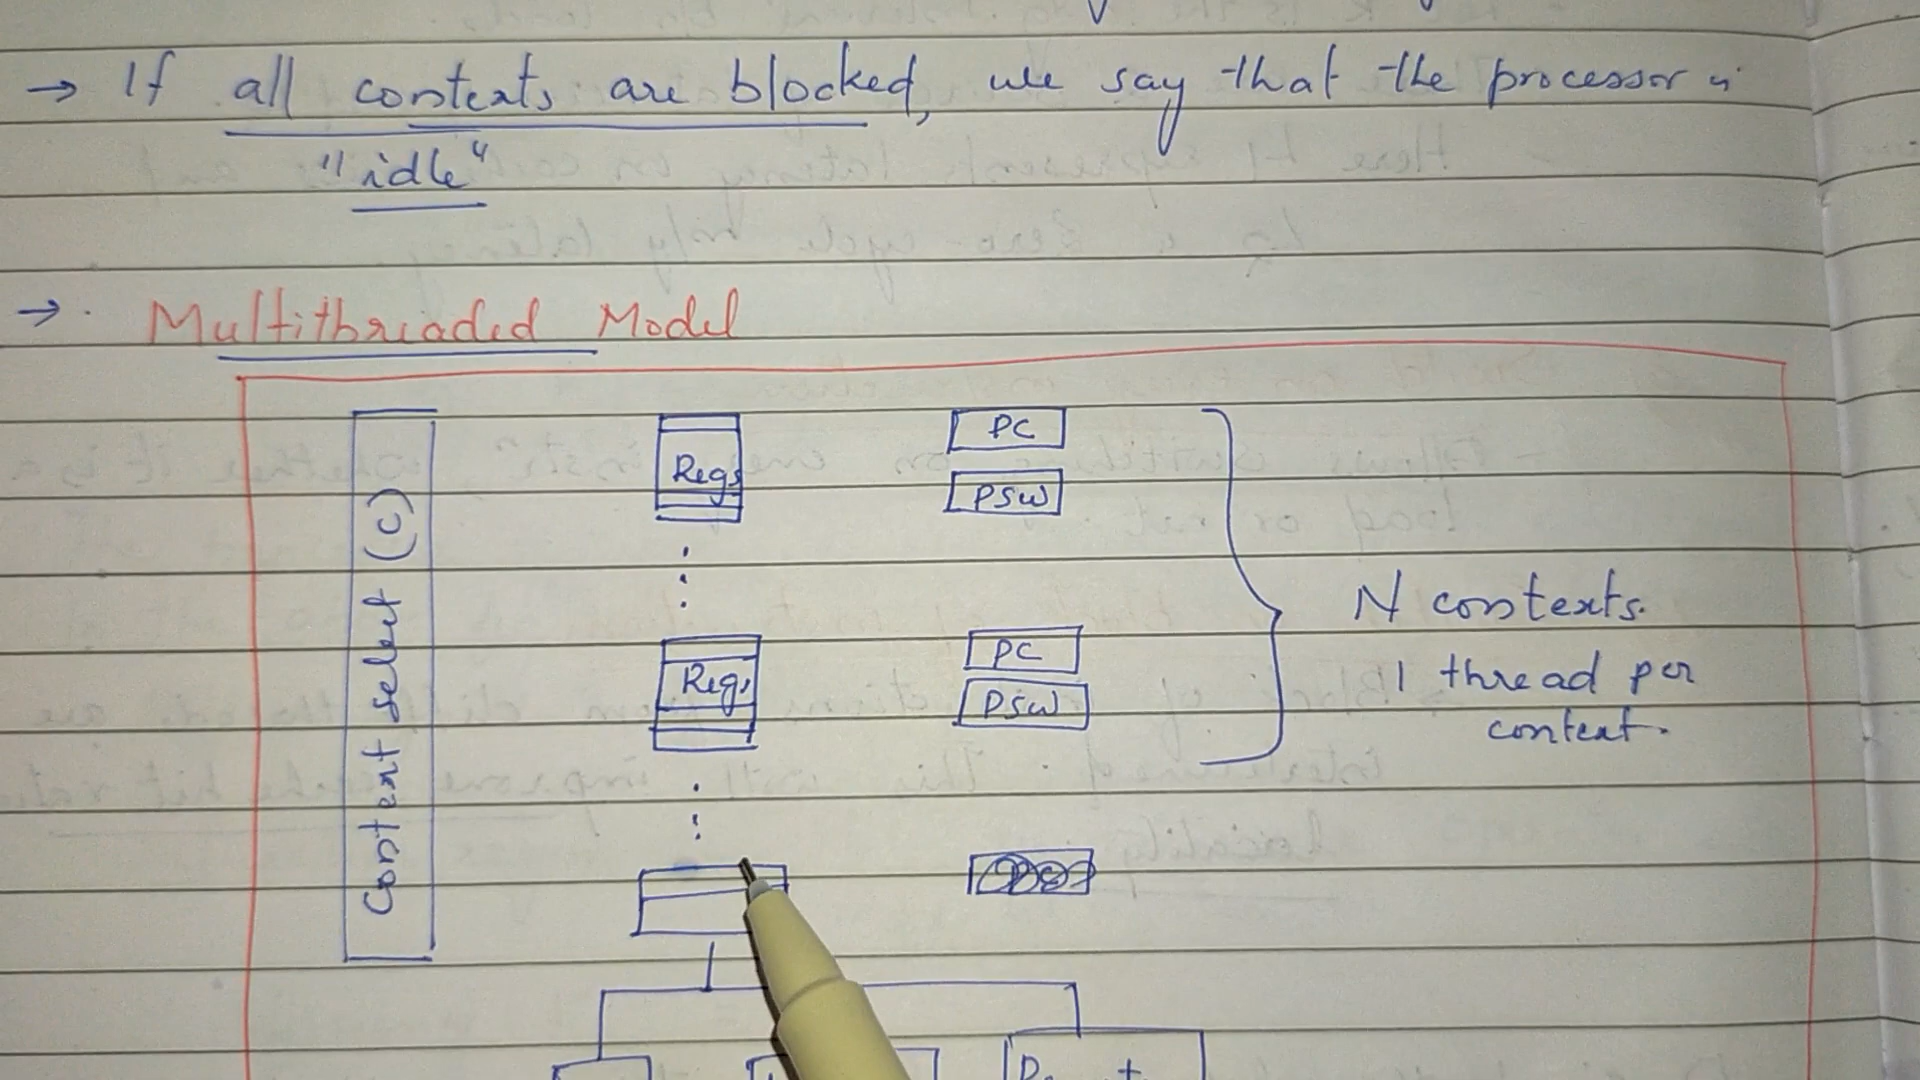 → If all contexts are blocked, we say that the processor is
"idle"
→ . Multithreaded Model
Context select (C)
Regs
PC
PSW
N contexts.
1 thread per
context.
Regs
PC
PSW